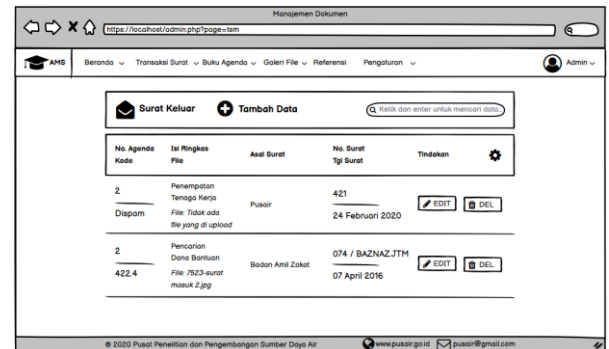 Manajemen Dokumen
https://localhost/admin.php?page=tsm
AMS Beranda Transaksi Surat Buku Agenda Galeri File Referensi Pengaturan Admin
Surat Keluar Tambah Data Ketik dan enter untuk mencari data..
No. Agenda Isi Ringkas Asal Surat No. Surat Tindakan
Kode File Tgl Surat
2 Penempatan Tenaga Kerja Pusair 421 EDIT DEL
Dispam File: Tidak ada file yang di upload 24 Februari 2020
2 Pencarian Dana Bantuan Badan Amil Zakat 074 / BAZNAZ.JTM EDIT DEL
422.4 File: 7523-surat masuk 2.jpg 07 April 2016
© 2020 Pusat Penelitian dan Pengembangan Sumber Daya Air www.pusair.go.id pusair@gmail.com